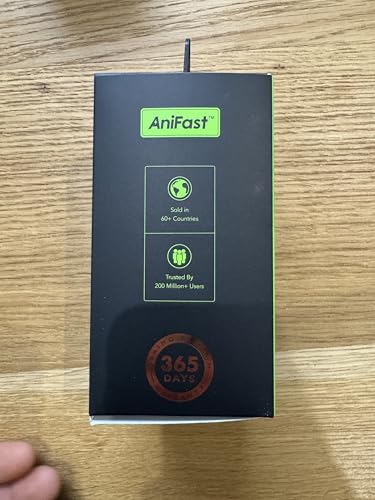 AniFast™
Sold in
60+ Countries
Trusted By
200 Million+ Users
365
DAYS